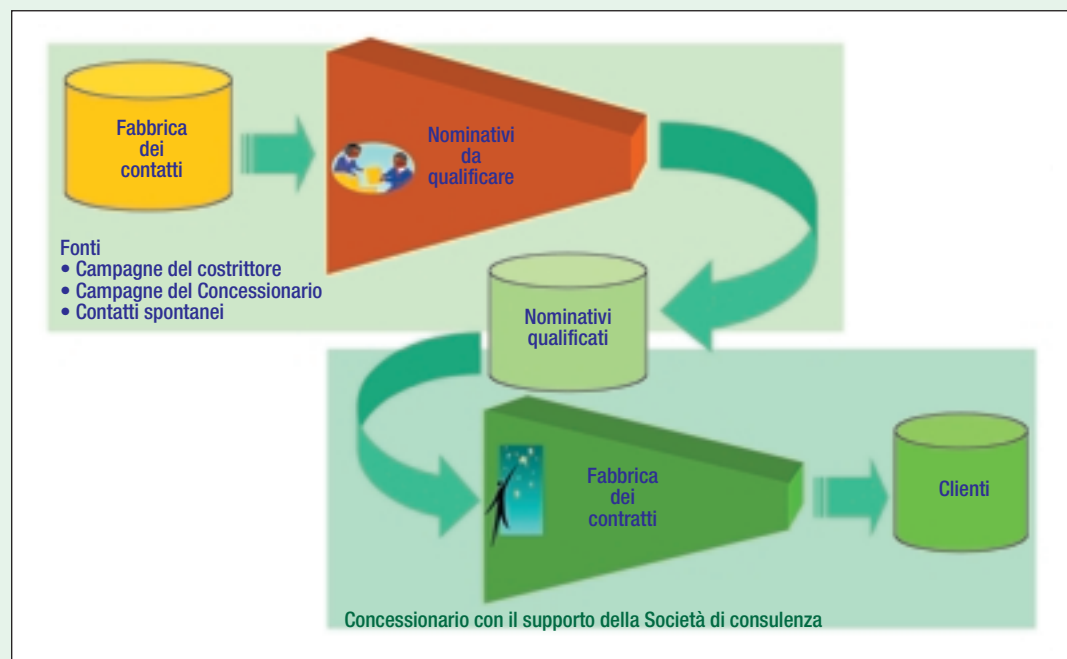 Fabbrica
dei
contatti
Nominativi
da
qualificare
Fonti
• Campagne del costrittore
• Campagne del Concessionario
• Contatti spontanei
Nominativi
qualificati
Fabbrica
dei
contratti
Clienti
Concessionario con il supporto della Società di consulenza